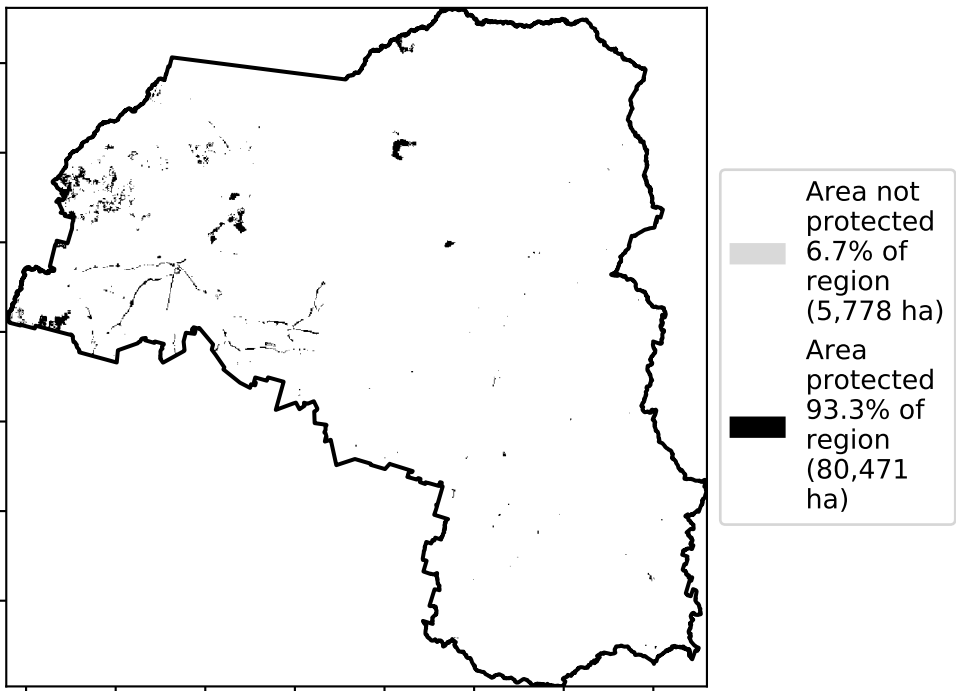 Area not
protected
6.7% of
region
(5,778 ha)
Area
protected
93.3% of
region
(80,471
ha)